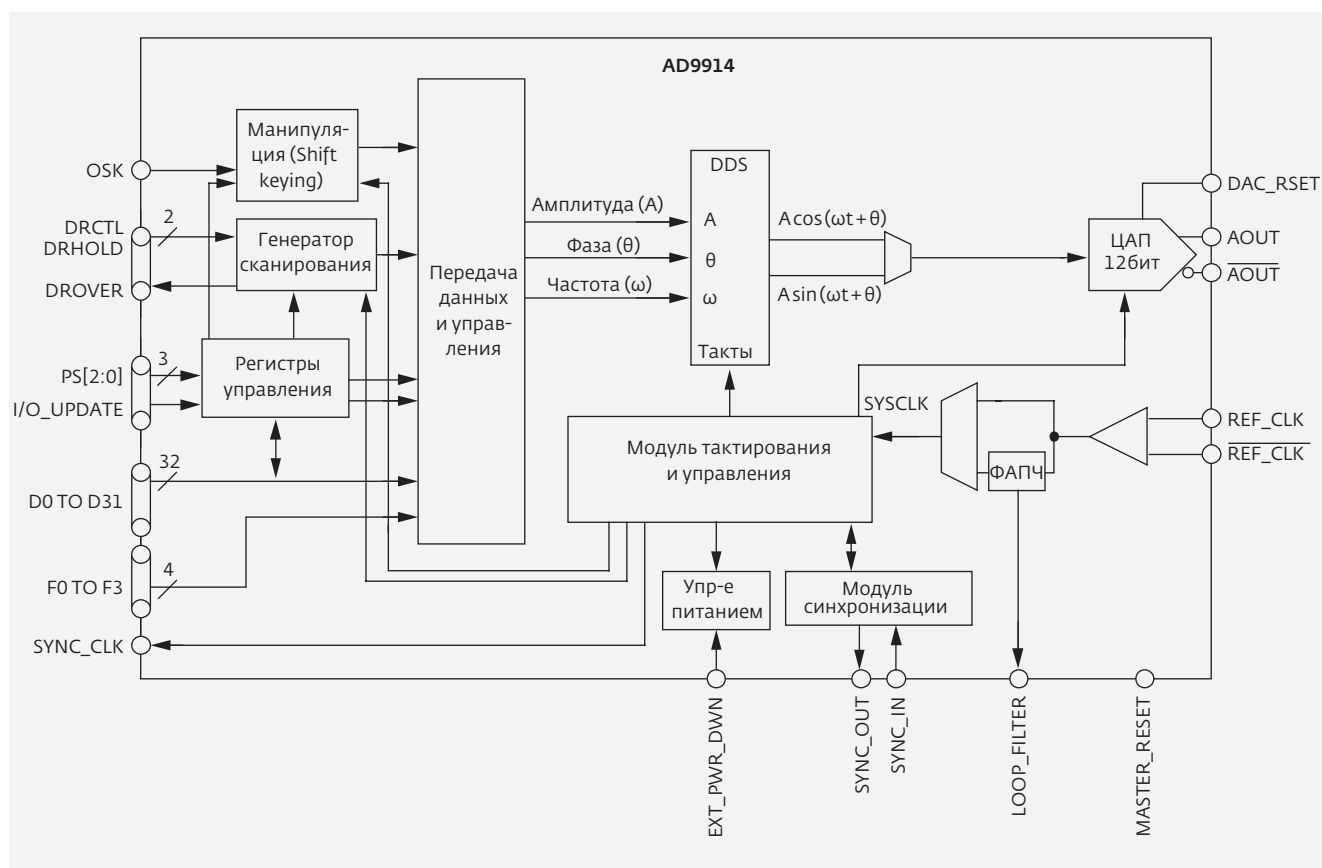 AD9914
OSK
DRCTL
DRHOLD
DROVER
PS[2:0]
I/O_UPDATE
D0 TO D31
F0 TO F3
SYNC_CLK
2
3
32
4
Манипуля-
ция (Shift
keying)
Генератор
сканирования
Регистры
управления
Передача
данных
и управ-
ления
Амплитуда (A)
Фаза (θ)
Частота (ω)
DDS
A
θ
ω
Такты
Acos(ωt+θ)
Asin(ωt+θ)
ЦАП
12бит
DAC_RSET
AOUT
AOUT
SYSCLK
Модуль тактирования
и управления
ФАПЧ
REF_CLK
REF_CLK
Упр-е
питанием
Модуль
синхронизации
EXT_PWR_DWN
SYNC_OUT
SYNC_IN
LOOP_FILTER
MASTER_RESET